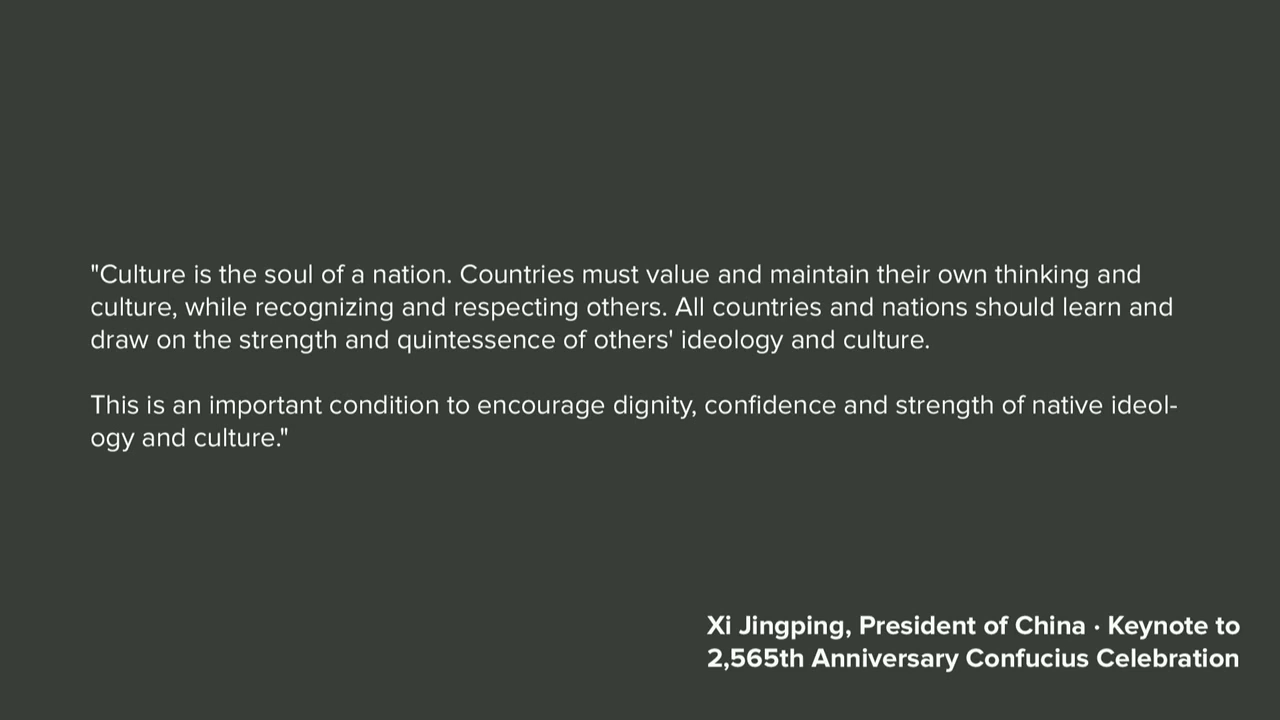 "Culture is the soul of a nation. Countries must value and maintain their own thinking and
culture, while recognizing and respecting others. All countries and nations should learn and
draw on the strength and quintessence of others' ideology and culture.
This is an important condition to encourage dignity, confidence and strength of native ideol-
ogy and culture."
Xi Jingping, President of China · Keynote to
2,565th Anniversary Confucius Celebration